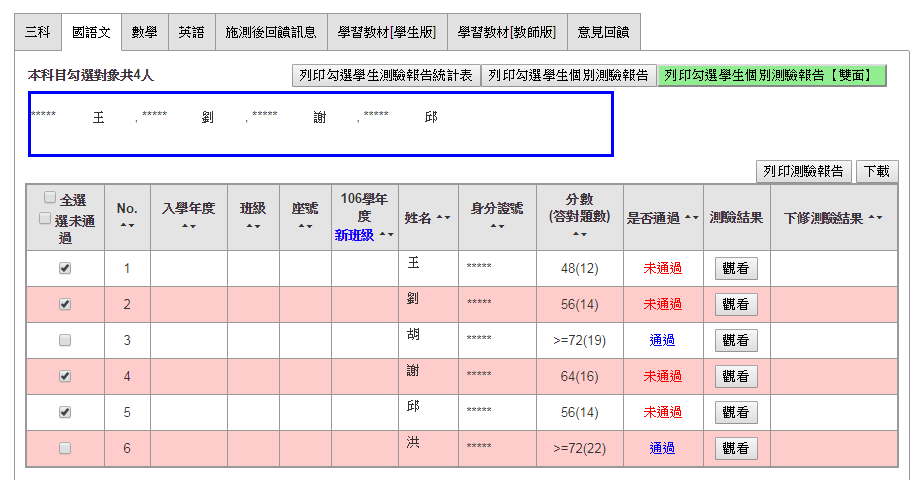 三科 國語文 數學 英語 施測後回饋訊息 學習教材[學生版] 學習教材[教師版] 意見回饋
本科目勾選對象共4人 列印勾選學生測驗報告統計表 列印勾選學生個別測驗報告 列印勾選學生個別測驗報告【雙面】
***** 王 , ***** 劉 , ***** 謝 , ***** 邱
列印測驗報告 下載
全選
選未通過
No.
入學年度
班級
座號
106學年度
新班級
姓名
身分證號
分數
(答對題數)
是否通過
測驗結果
下修測驗結果
1 王 ***** 48(12) 未通過 觀看
2 劉 ***** 56(14) 未通過 觀看
3 胡 ***** >=72(19) 通過 觀看
4 謝 ***** 64(16) 未通過 觀看
5 邱 ***** 56(14) 未通過 觀看
6 洪 ***** >=72(22) 通過 觀看